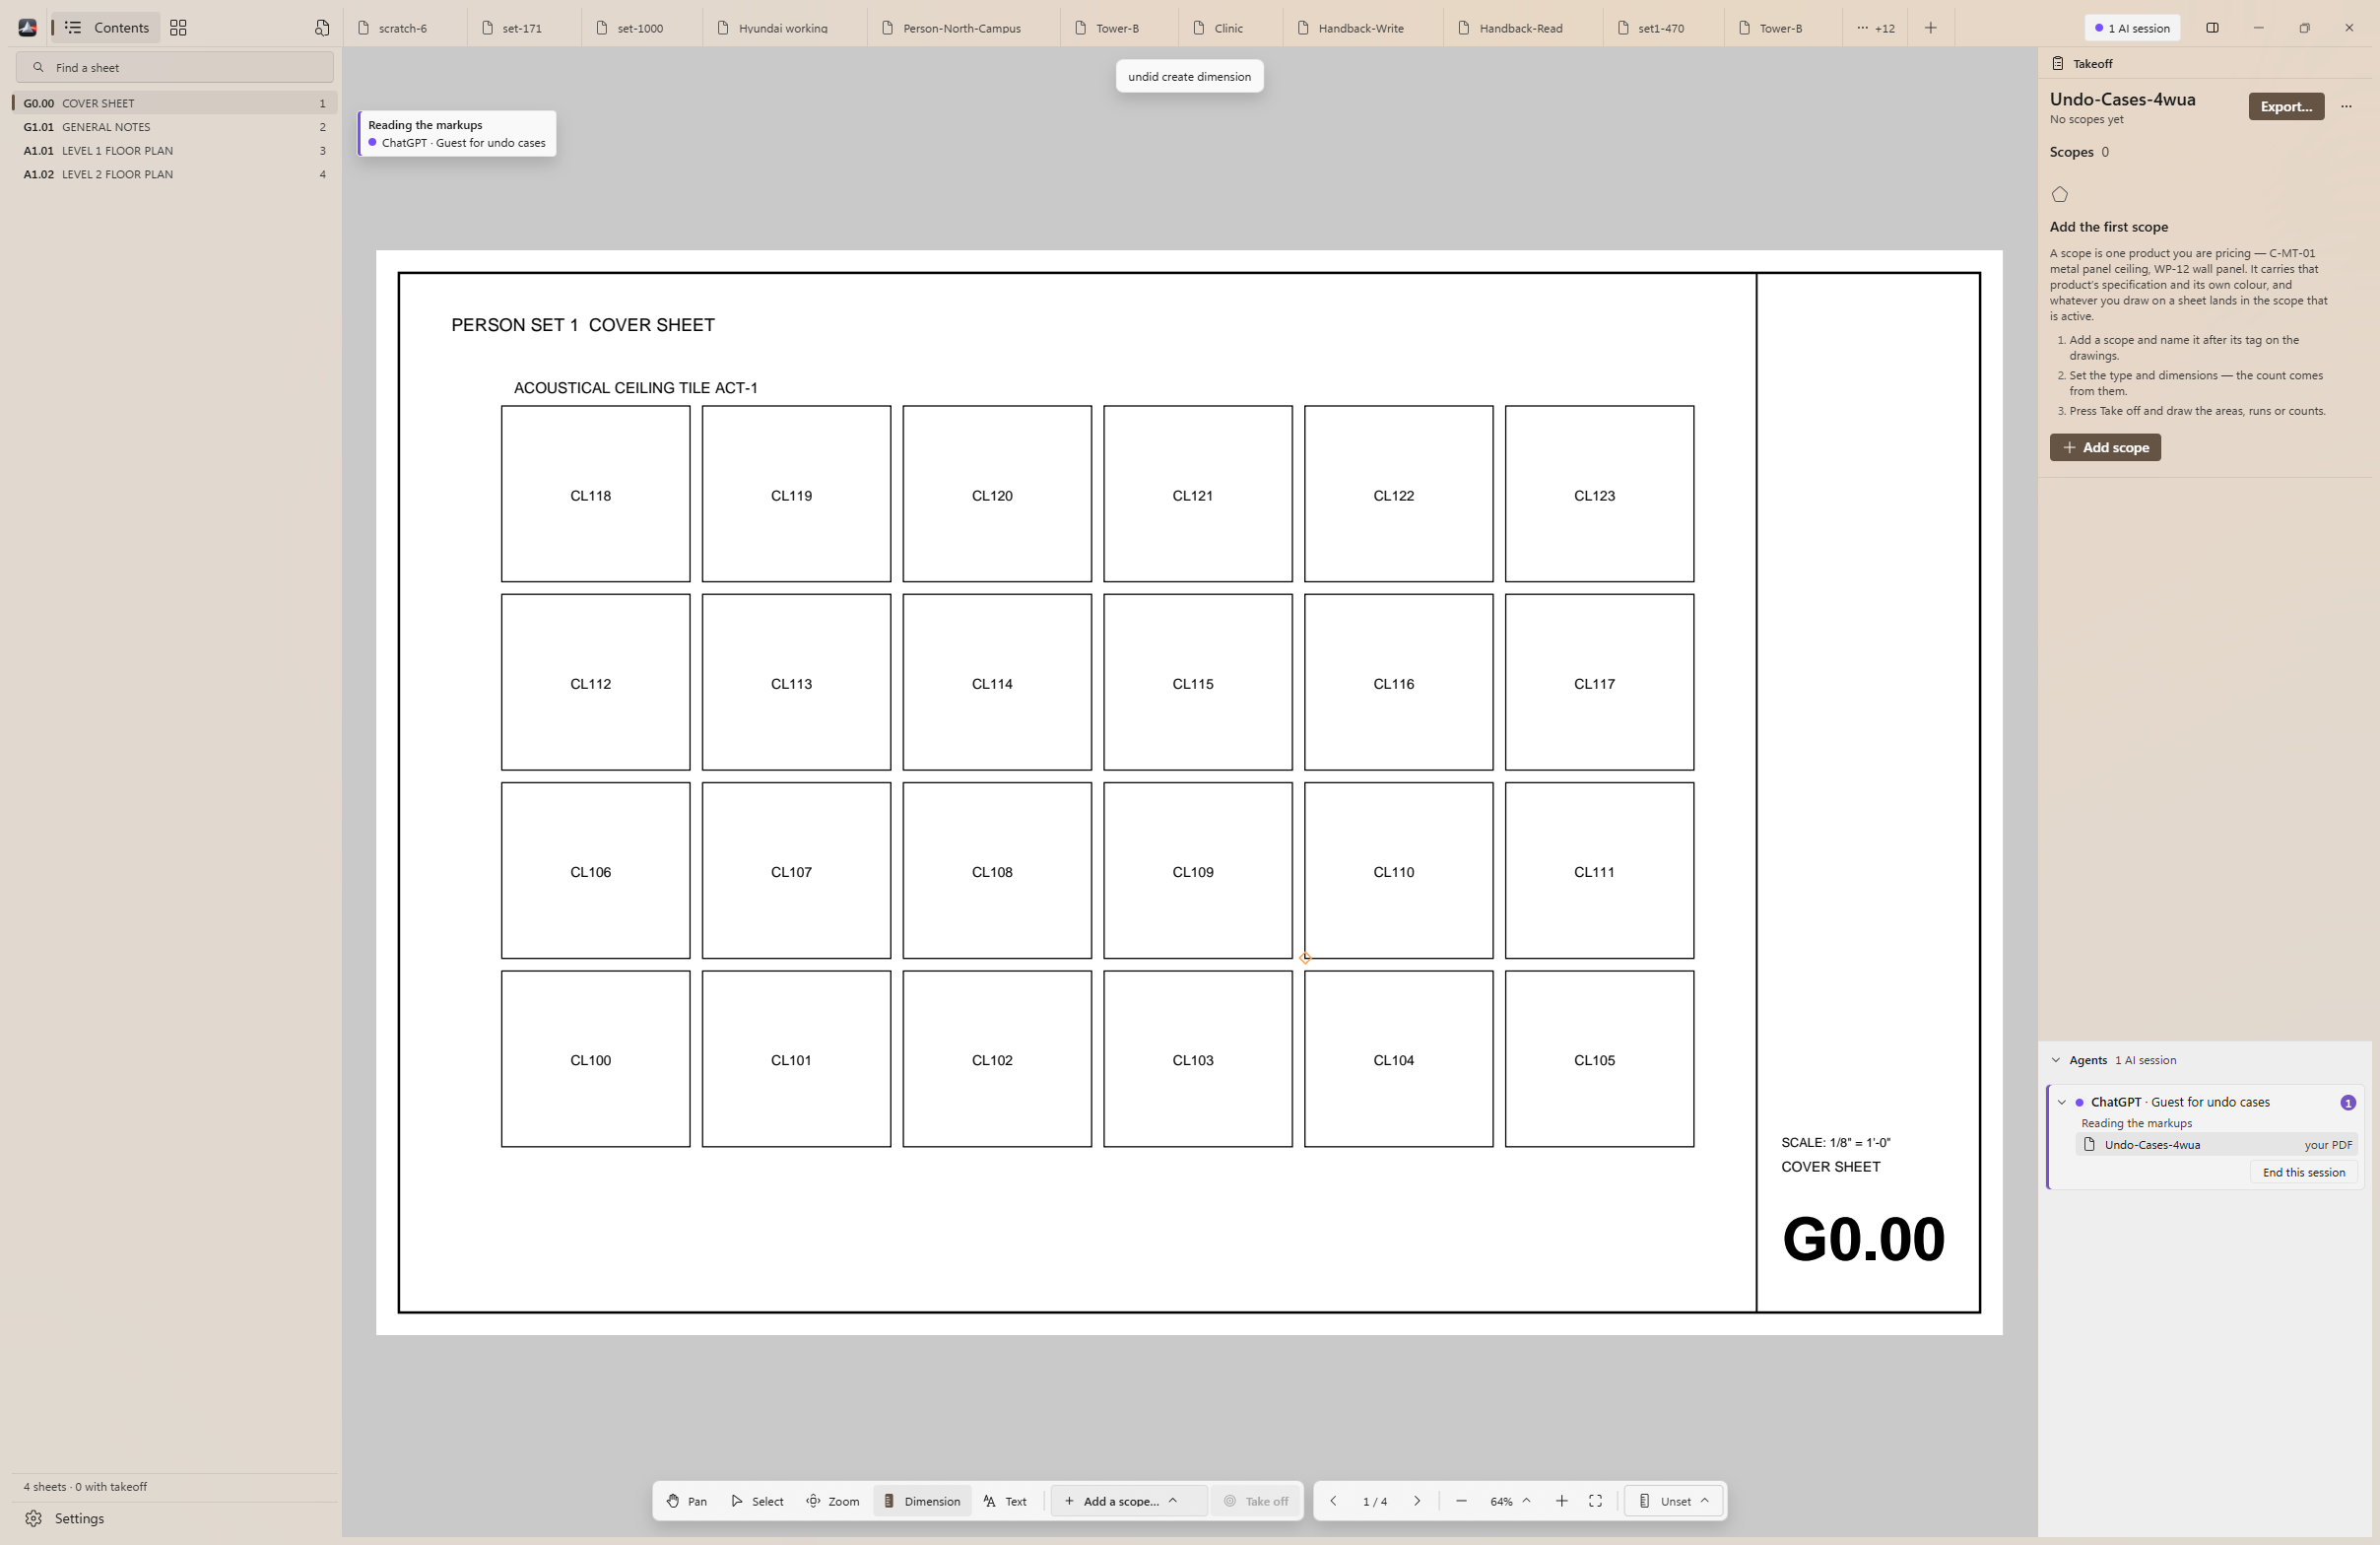 Contents
scratch-6
set-171
set-1000
Hyundai working
Person-North-Campus
Tower-B
Clinic
Handback-Write
Handback-Read
set1-470
Tower-B
··· +12
1 AI session
Find a sheet
G0.00 COVER SHEET 1
G1.01 GENERAL NOTES 2
A1.01 LEVEL 1 FLOOR PLAN 3
A1.02 LEVEL 2 FLOOR PLAN 4
4 sheets · 0 with takeoff
Settings
undid create dimension
Reading the markups
ChatGPT · Guest for undo cases
PERSON SET 1 COVER SHEET
ACOUSTICAL CEILING TILE ACT-1
CL118 CL119 CL120 CL121 CL122 CL123
CL112 CL113 CL114 CL115 CL116 CL117
CL106 CL107 CL108 CL109 CL110 CL111
CL100 CL101 CL102 CL103 CL104 CL105
SCALE: 1/8" = 1'-0"
COVER SHEET
G0.00
Pan
Select
Zoom
Dimension
Text
Add a scope...
Take off
1 / 4
64%
Unset
Takeoff
Undo-Cases-4wua
No scopes yet
Export...
Scopes 0
Add the first scope
A scope is one product you are pricing — C-MT-01
metal panel ceiling, WP-12 wall panel. It carries that
product's specification and its own colour, and
whatever you draw on a sheet lands in the scope that
is active.
1. Add a scope and name it after its tag on the
drawings.
2. Set the type and dimensions — the count comes
from them.
3. Press Take off and draw the areas, runs or counts.
Add scope
Agents 1 AI session
ChatGPT · Guest for undo cases 1
Reading the markups
Undo-Cases-4wua your PDF
End this session